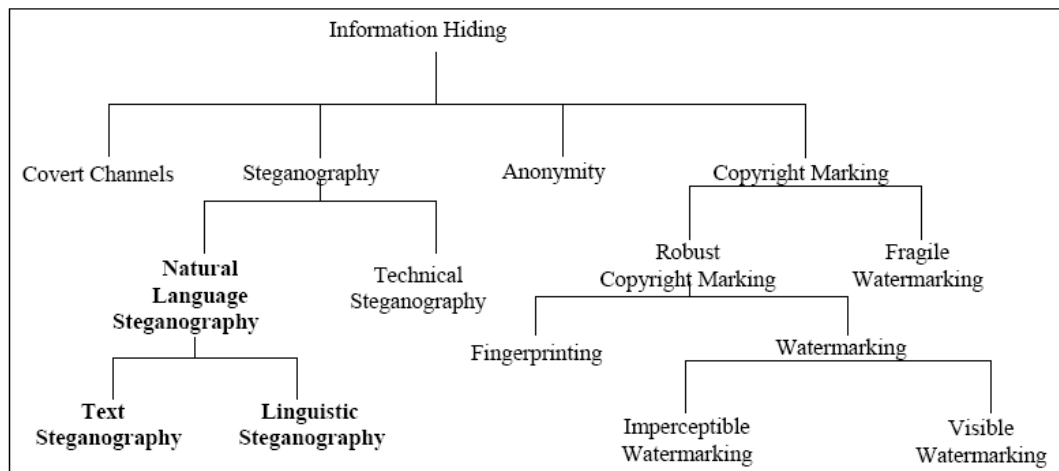 Information Hiding
Covert Channels
Steganography
Anonymity
Copyright Marking
Natural
Language
Steganography
Technical
Steganography
Robust
Copyright Marking
Fragile
Watermarking
Fingerprinting
Watermarking
Text
Steganography
Linguistic
Steganography
Imperceptible
Watermarking
Visible
Watermarking